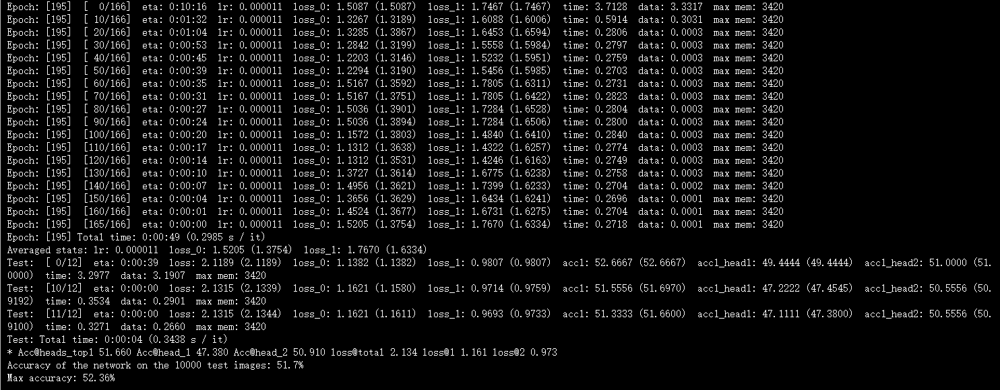 Epoch: [195]  [  0/166]  eta: 0:10:16  lr: 0.000011  loss_0: 1.5087 (1.5087)  loss_1: 1.7467 (1.7467)  time: 3.7128  data: 3.3317  max mem: 3420
Epoch: [195]  [ 10/166]  eta: 0:01:32  lr: 0.000011  loss_0: 1.3267 (1.3189)  loss_1: 1.6088 (1.6006)  time: 0.5914  data: 0.3031  max mem: 3420
Epoch: [195]  [ 20/166]  eta: 0:01:04  lr: 0.000011  loss_0: 1.3285 (1.3867)  loss_1: 1.6453 (1.6594)  time: 0.2806  data: 0.0003  max mem: 3420
Epoch: [195]  [ 30/166]  eta: 0:00:53  lr: 0.000011  loss_0: 1.2842 (1.3199)  loss_1: 1.5558 (1.5984)  time: 0.2797  data: 0.0003  max mem: 3420
Epoch: [195]  [ 40/166]  eta: 0:00:45  lr: 0.000011  loss_0: 1.2203 (1.3146)  loss_1: 1.5232 (1.5951)  time: 0.2759  data: 0.0003  max mem: 3420
Epoch: [195]  [ 50/166]  eta: 0:00:39  lr: 0.000011  loss_0: 1.2294 (1.3190)  loss_1: 1.5456 (1.5985)  time: 0.2703  data: 0.0003  max mem: 3420
Epoch: [195]  [ 60/166]  eta: 0:00:35  lr: 0.000011  loss_0: 1.5167 (1.3592)  loss_1: 1.7805 (1.6311)  time: 0.2731  data: 0.0003  max mem: 3420
Epoch: [195]  [ 70/166]  eta: 0:00:31  lr: 0.000011  loss_0: 1.5167 (1.3751)  loss_1: 1.7805 (1.6422)  time: 0.2823  data: 0.0003  max mem: 3420
Epoch: [195]  [ 80/166]  eta: 0:00:27  lr: 0.000011  loss_0: 1.5036 (1.3901)  loss_1: 1.7284 (1.6528)  time: 0.2804  data: 0.0003  max mem: 3420
Epoch: [195]  [ 90/166]  eta: 0:00:24  lr: 0.000011  loss_0: 1.5036 (1.3894)  loss_1: 1.7284 (1.6506)  time: 0.2800  data: 0.0003  max mem: 3420
Epoch: [195]  [100/166]  eta: 0:00:20  lr: 0.000011  loss_0: 1.1572 (1.3803)  loss_1: 1.4840 (1.6410)  time: 0.2840  data: 0.0003  max mem: 3420
Epoch: [195]  [110/166]  eta: 0:00:17  lr: 0.000011  loss_0: 1.1312 (1.3638)  loss_1: 1.4322 (1.6257)  time: 0.2774  data: 0.0003  max mem: 3420
Epoch: [195]  [120/166]  eta: 0:00:14  lr: 0.000011  loss_0: 1.1312 (1.3531)  loss_1: 1.4246 (1.6163)  time: 0.2749  data: 0.0003  max mem: 3420
Epoch: [195]  [130/166]  eta: 0:00:10  lr: 0.000011  loss_0: 1.3727 (1.3614)  loss_1: 1.6775 (1.6238)  time: 0.2758  data: 0.0003  max mem: 3420
Epoch: [195]  [140/166]  eta: 0:00:07  lr: 0.000011  loss_0: 1.4956 (1.3621)  loss_1: 1.7399 (1.6233)  time: 0.2704  data: 0.0002  max mem: 3420
Epoch: [195]  [150/166]  eta: 0:00:04  lr: 0.000011  loss_0: 1.3656 (1.3629)  loss_1: 1.6434 (1.6241)  time: 0.2696  data: 0.0001  max mem: 3420
Epoch: [195]  [160/166]  eta: 0:00:01  lr: 0.000011  loss_0: 1.4524 (1.3677)  loss_1: 1.6731 (1.6275)  time: 0.2704  data: 0.0001  max mem: 3420
Epoch: [195]  [165/166]  eta: 0:00:00  lr: 0.000011  loss_0: 1.5205 (1.3754)  loss_1: 1.7670 (1.6334)  time: 0.2718  data: 0.0001  max mem: 3420
Epoch: [195] Total time: 0:00:49 (0.2985 s / it)
Averaged stats: lr: 0.000011  loss_0: 1.5205 (1.3754)  loss_1: 1.7670 (1.6334)
Test:  [ 0/12]  eta: 0:00:39  loss: 2.1189 (2.1189)  loss_0: 1.1382 (1.1382)  loss_1: 0.9807 (0.9807)  acc1: 52.6667 (52.6667)  acc1_head1: 49.4444 (49.4444)  acc1_head2: 51.0000 (51.
0000)  time: 3.2977  data: 3.1907  max mem: 3420
Test:  [10/12]  eta: 0:00:00  loss: 2.1315 (2.1339)  loss_0: 1.1621 (1.1580)  loss_1: 0.9714 (0.9759)  acc1: 51.5556 (51.6970)  acc1_head1: 47.2222 (47.4545)  acc1_head2: 50.5556 (50.
9192)  time: 0.3534  data: 0.2901  max mem: 3420
Test:  [11/12]  eta: 0:00:00  loss: 2.1315 (2.1344)  loss_0: 1.1621 (1.1611)  loss_1: 0.9693 (0.9733)  acc1: 51.3333 (51.6600)  acc1_head1: 47.1111 (47.3800)  acc1_head2: 50.5556 (50.
9100)  time: 0.3271  data: 0.2660  max mem: 3420
Test: Total time: 0:00:04 (0.3438 s / it)
* Acc@heads_top1 51.660 Acc@head_1 47.380 Acc@head_2 50.910 loss@total 2.134 loss@1 1.161 loss@2 0.973
Accuracy of the network on the 10000 test images: 51.7%
Max accuracy: 52.36%